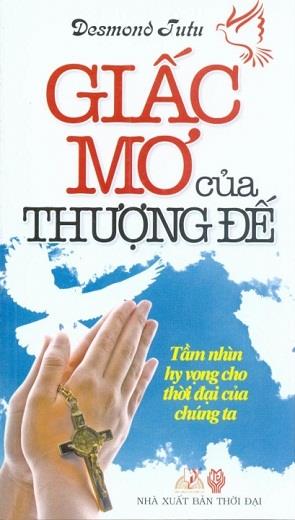 Desmond Tutu
GIẤC
MƠ của
THƯỢNG ĐẾ
Tầm nhìn
hy vọng cho
thời đại của
chúng ta
NHÀ XUẤT BẢN THỜI ĐẠI